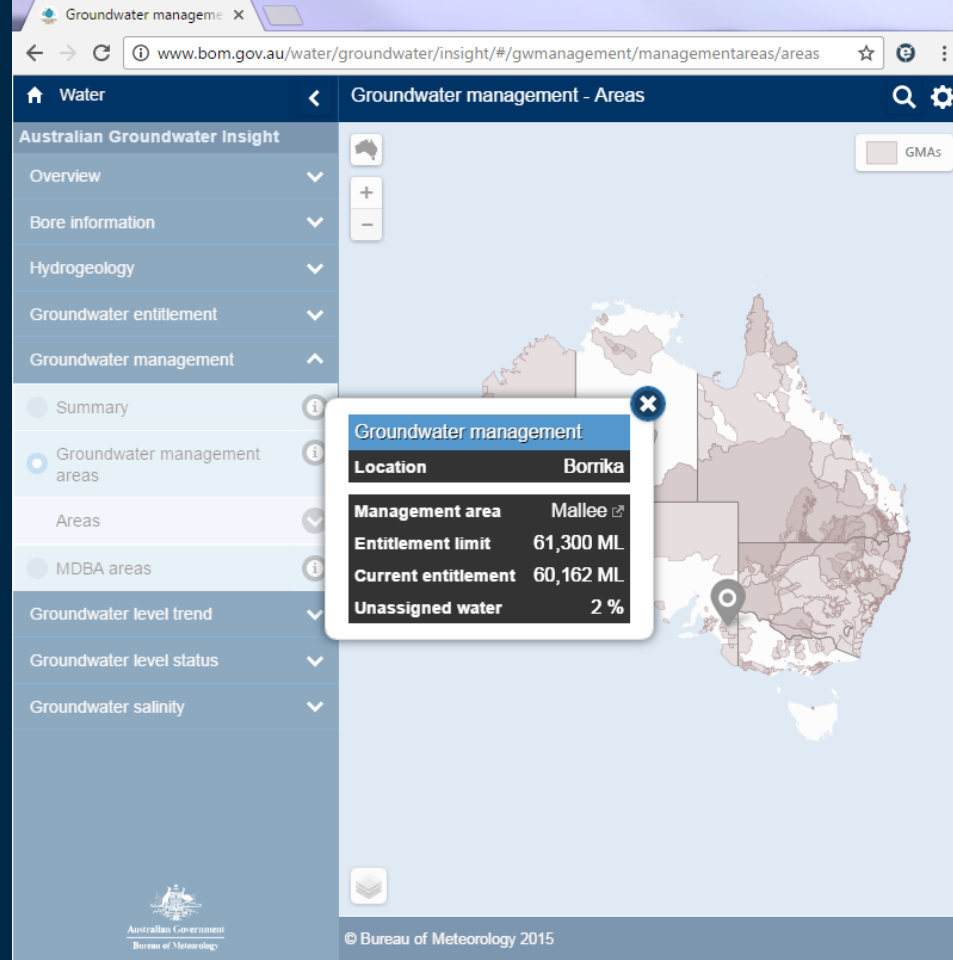 Groundwater manageme
www.bom.gov.au/water/groundwater/insight/#/gwmanagement/managementareas/areas
Water
Groundwater management - Areas
Australian Groundwater Insight
GMAs
Overview
+
−
Bore information
Hydrogeology
Groundwater entitlement
Groundwater management
Summary
Groundwater management
areas
Areas
MDBA areas
Groundwater level trend
Groundwater level status
Groundwater salinity
Groundwater management
Location Borrika
Management area Mallee
Entitlement limit 61,300 ML
Current entitlement 60,162 ML
Unassigned water 2 %
Australian Government
Bureau of Meteorology
© Bureau of Meteorology 2015